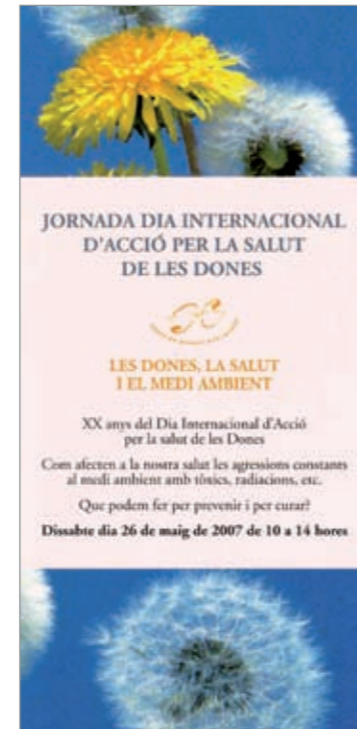 JORNADA DIA INTERNACIONAL
D'ACCIÓ PER LA SALUT
DE LES DONES
LES DONES, LA SALUT
I EL MEDI AMBIENT
XX anys del Dia Internacional d'Acció
per la salut de les Dones
Com afecten a la nostra salut les agressions constants
al medi ambient amb tòxics, radiacions, etc.
Que podem fer per prevenir i per curar?
Dissabte dia 26 de maig de 2007 de 10 a 14 hores